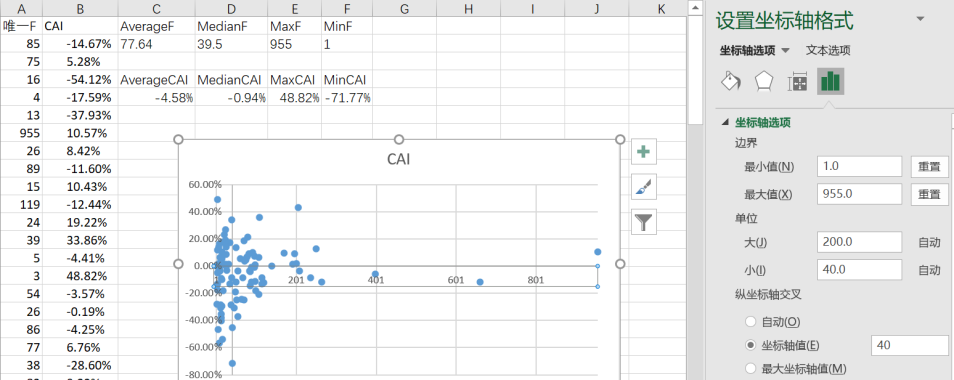 A B C D E F G H I J K
唯一F CAI AverageF MedianF MaxF MinF
85 -14.67% 77.64 39.5 955 1
75 5.28%
16 -54.12% AverageCAI MedianCAI MaxCAI MinCAI
4 -17.59% -4.58% -0.94% 48.82% -71.77%
13 -37.93%
955 10.57%
26 8.42%
89 -11.60%
15 10.43%
119 -12.44%
24 19.22%
39 33.86%
5 -4.41%
3 48.82%
54 -3.57%
26 -0.19%
86 -4.25%
77 6.76%
38 -28.60%
CAI
60.00%
40.00%
20.00%
0.00%
201 401 601 801
-20.00%
-40.00%
-60.00%
-80.00%
设置坐标轴格式
坐标轴选项 文本选项
坐标轴选项
边界
最小值(N) 1.0 重置
最大值(X) 955.0 重置
单位
大(J) 200.0 自动
小(I) 40.0 自动
纵坐标轴交叉
自动(O)
坐标轴值(E) 40
最大坐标轴值(M)